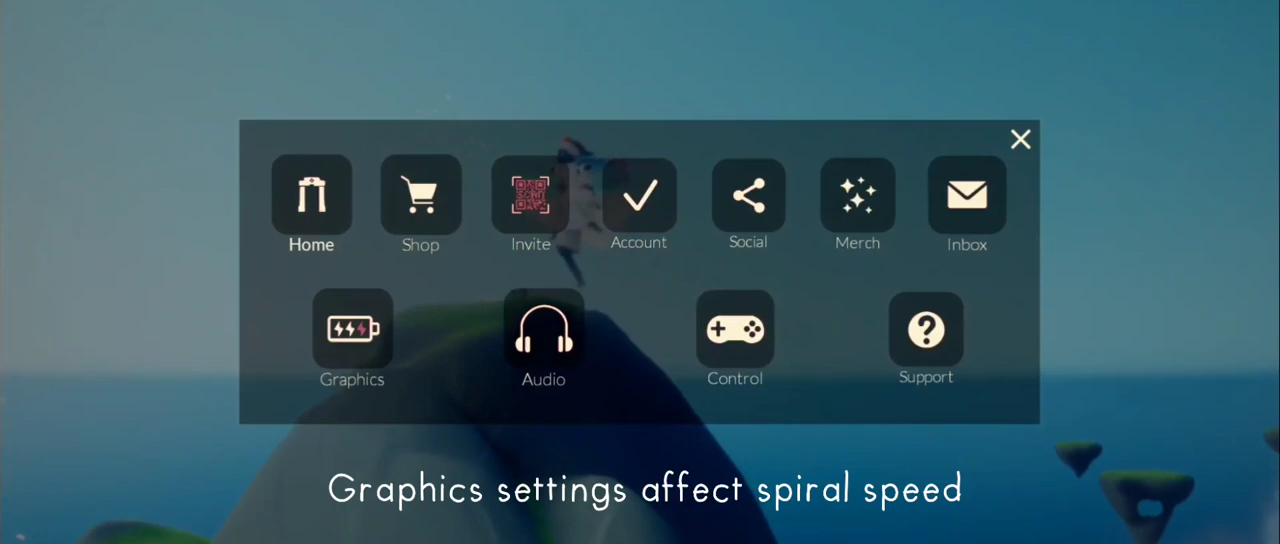 Home Shop Invite Account Social Merch Inbox
Graphics Audio Control Support
Graphics settings affect spiral speed